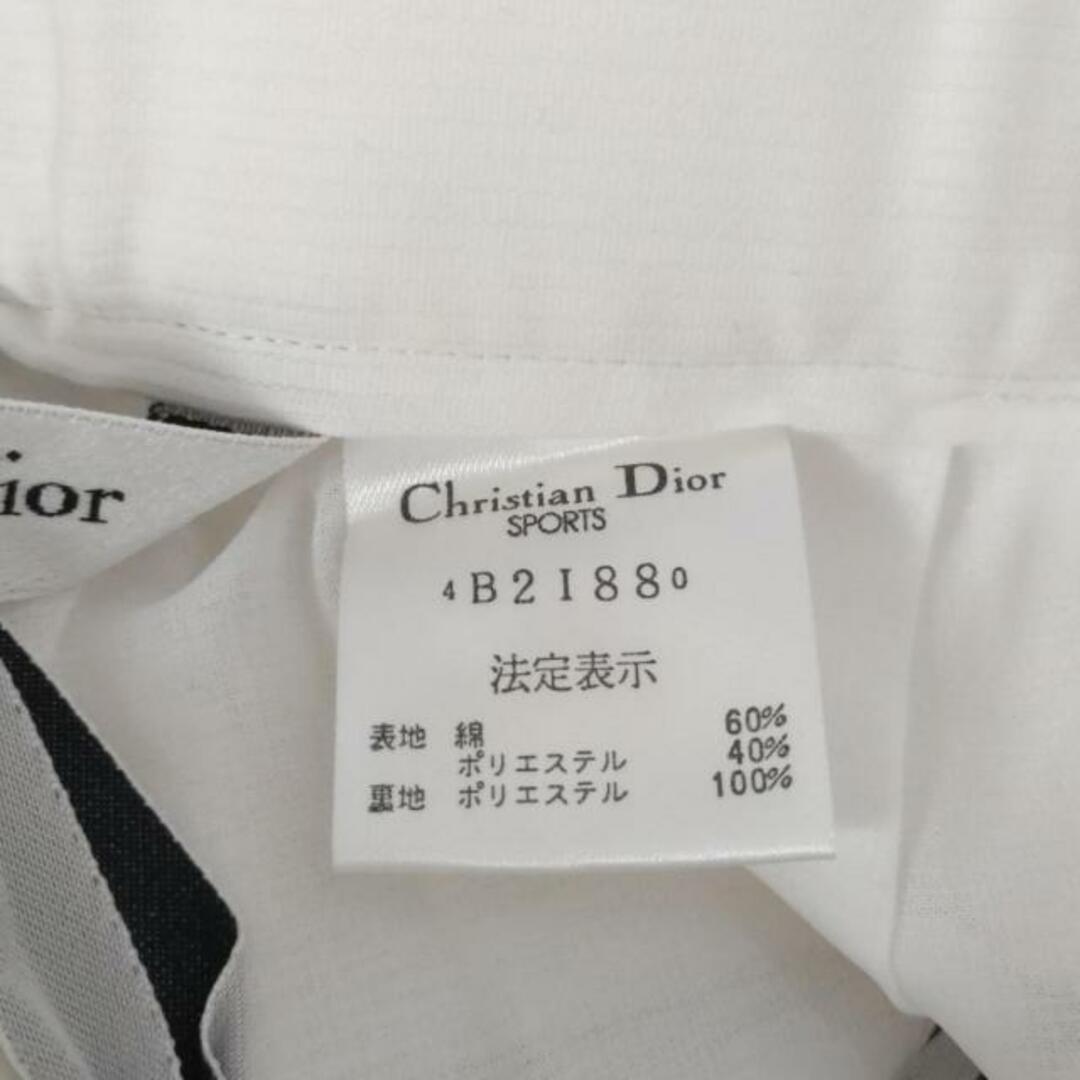 ior
Christian Dior
SPORTS
4B2I880
法定表示
表地 綿 60%
ポリエステル 40%
裏地 ポリエステル 100%